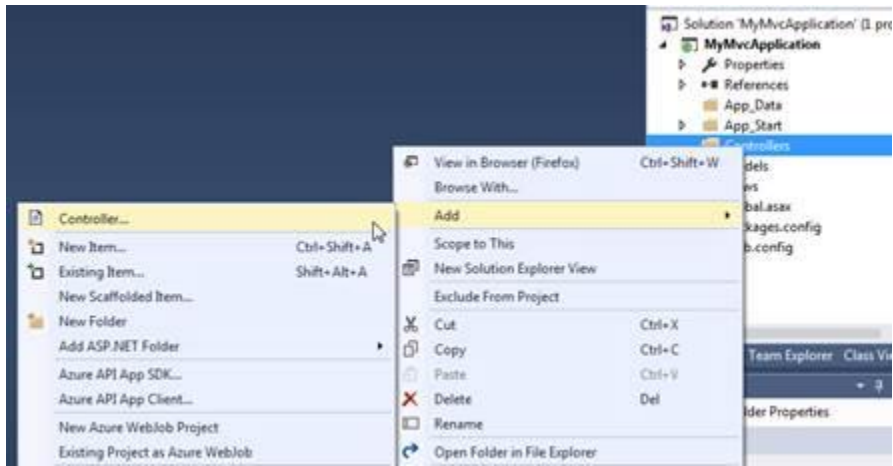 Solution 'MyMvcApplication' (1 pro
MyMvcApplication
Properties
References
App_Data
App_Start
Controllers
dels
ws
bal.asax
kages.config
b.config
View in Browser (Firefox) Ctrl+Shift+W
Browse With...
Add
Scope to This
New Solution Explorer View
Exclude From Project
Cut Ctrl+X
Copy Ctrl+C
Paste Ctrl+V
Delete Del
Rename
Open Folder in File Explorer
Controller...
New Item... Ctrl+Shift+A
Existing Item... Shift+Alt+A
New Scaffolded Item...
New Folder
Add ASP.NET Folder
Azure API App SDK...
Azure API App Client...
New Azure WebJob Project
Existing Project as Azure WebJob
Team Explorer Class Vi
lder Properties